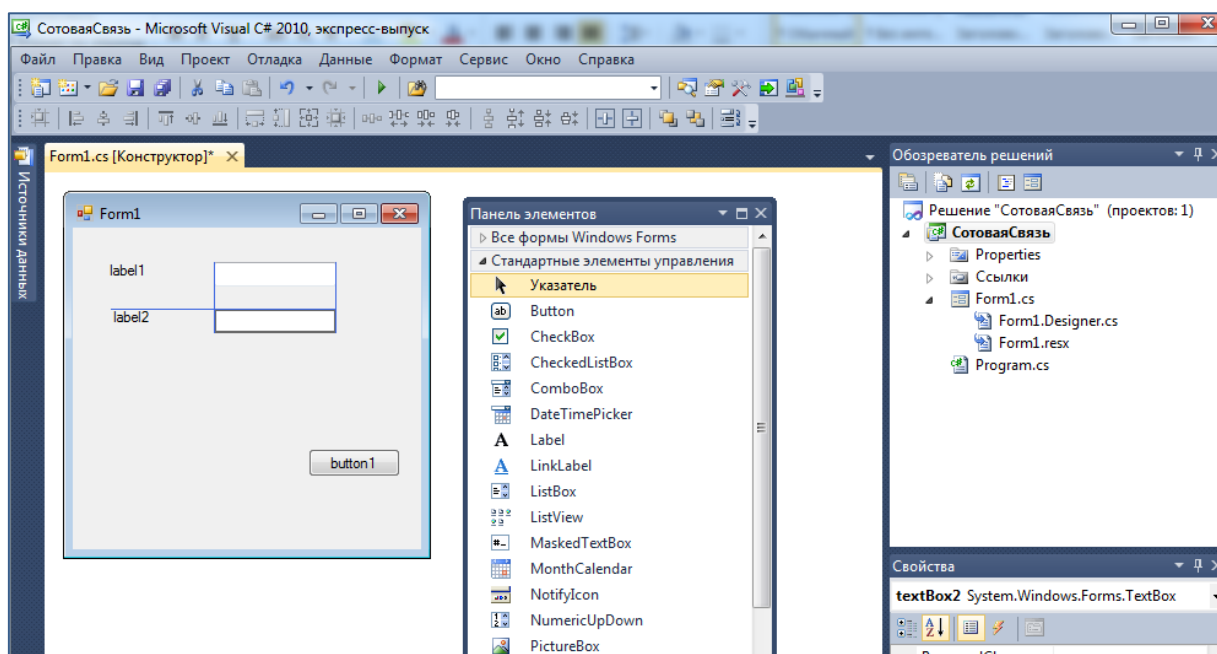 СотоваяСвязь - Microsoft Visual C# 2010, экспресс-выпуск
Файл Правка Вид Проект Отладка Данные Формат Сервис Окно Справка
Источники данных
Form1.cs [Конструктор]*
Form1
label1
label2
button1
Панель элементов
Все формы Windows Forms
Стандартные элементы управления
Указатель
Button
CheckBox
CheckedListBox
ComboBox
DateTimePicker
Label
LinkLabel
ListBox
ListView
MaskedTextBox
MonthCalendar
NotifyIcon
NumericUpDown
PictureBox
Обозреватель решений
Решение "СотоваяСвязь" (проектов: 1)
СотоваяСвязь
Properties
Ссылки
Form1.cs
Form1.Designer.cs
Form1.resx
Program.cs
Свойства
textBox2 System.Windows.Forms.TextBox